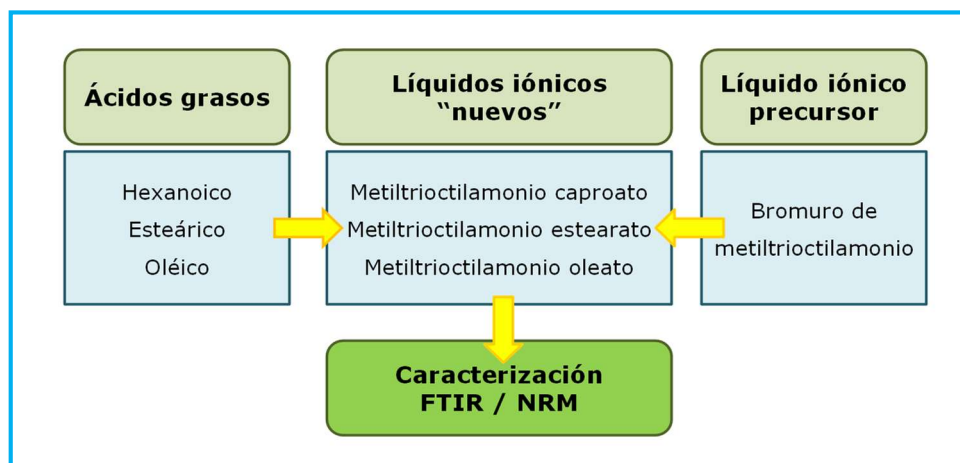 Ácidos grasos
Hexanoico
Esteárico
Oléico
Líquidos iónicos
“nuevos”
Metiltrioctilamonio caproato
Metiltrioctilamonio estearato
Metiltrioctilamonio oleato
Líquido iónico
precursor
Bromuro de
metiltrioctilamonio
Caracterización
FTIR / NRM